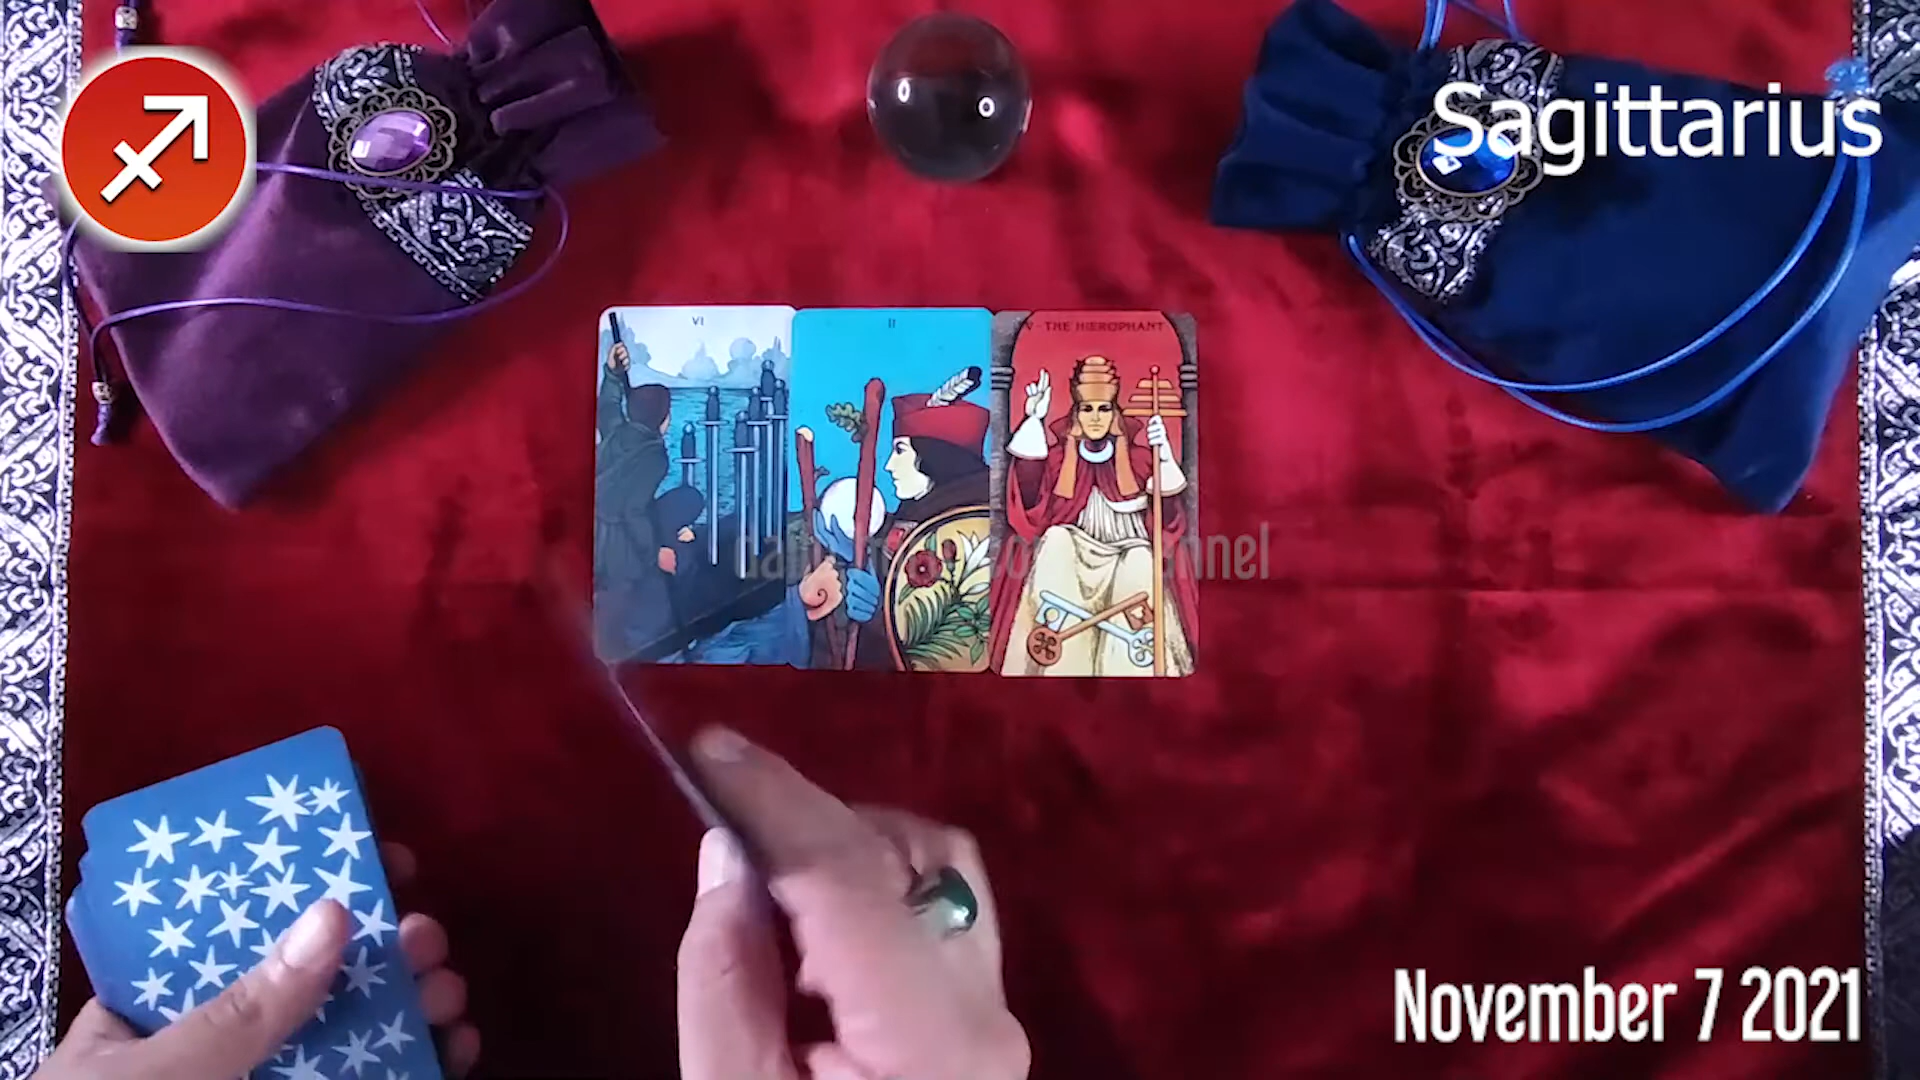 Sagittarius
VI
II
V - THE HIEROPHANT
November 7 2021